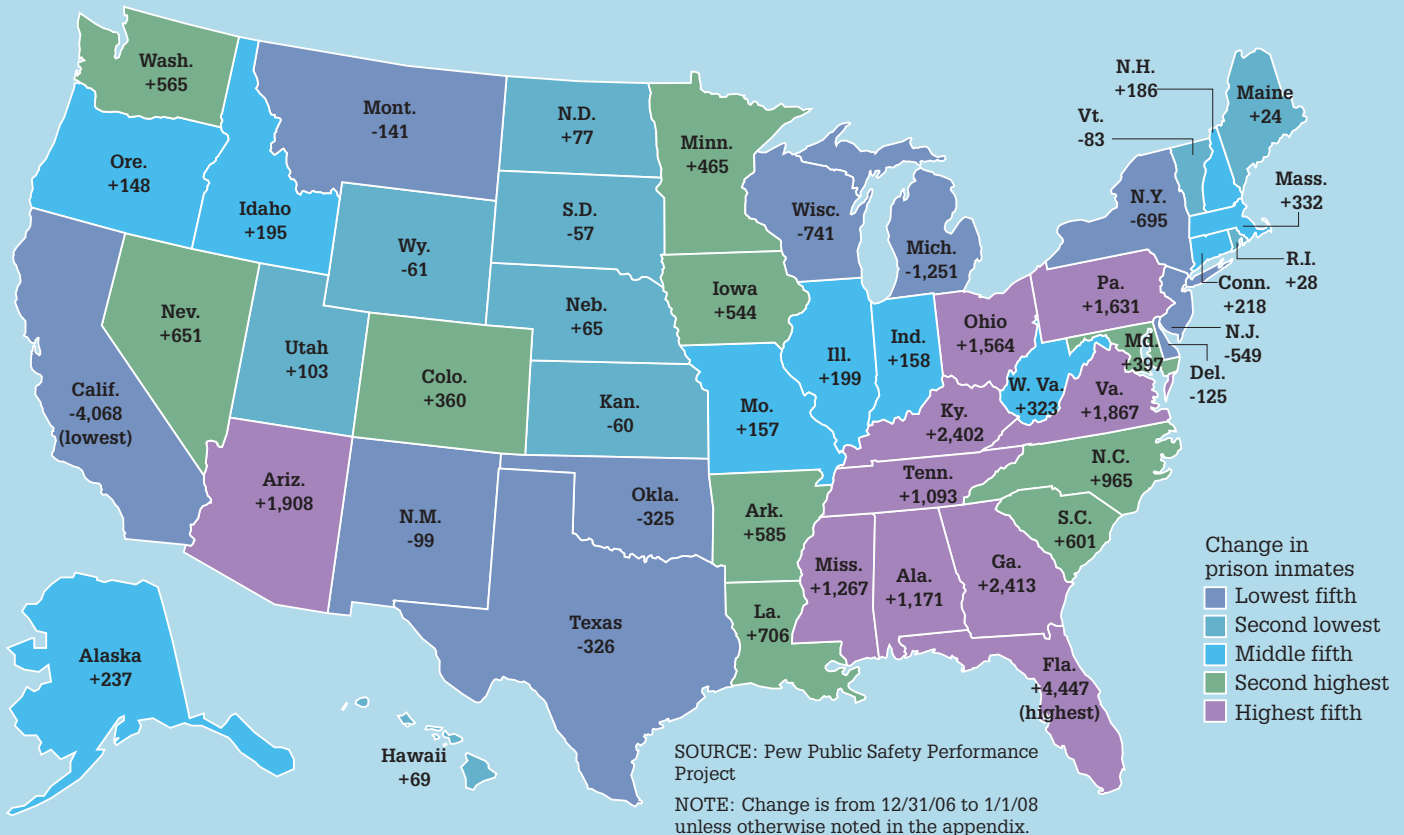 Wash.
+565
Ore.
+148
Calif.
-4,068
(lowest)
Nev.
+651
Idaho
+195
Mont.
-141
Wy.
-61
Utah
+103
Ariz.
+1,908
Colo.
+360
N.M.
-99
N.D.
+77
S.D.
-57
Neb.
+65
Kan.
-60
Okla.
-325
Texas
-326
Minn.
+465
Iowa
+544
Mo.
+157
Ark.
+585
La.
+706
Wisc.
-741
Ill.
+199
Mich.
-1,251
Ind.
+158
Ohio
+1,564
Ky.
+2,402
Tenn.
+1,093
Miss.
+1,267
Ala.
+1,171
Ga.
+2,413
Fla.
+4,447
(highest)
S.C.
+601
N.C.
+965
Va.
+1,867
W. Va.
+323
Md.
+397
Del.
-125
Pa.
+1,631
N.J.
-549
N.Y.
-695
Conn.
+218
R.I.
+28
Mass.
+332
Vt.
-83
N.H.
+186
Maine
+24
Alaska
+237
Hawaii
+69
Change in
prison inmates
Lowest fifth
Second lowest
Middle fifth
Second highest
Highest fifth
SOURCE: Pew Public Safety Performance
Project
NOTE: Change is from 12/31/06 to 1/1/08
unless otherwise noted in the appendix.